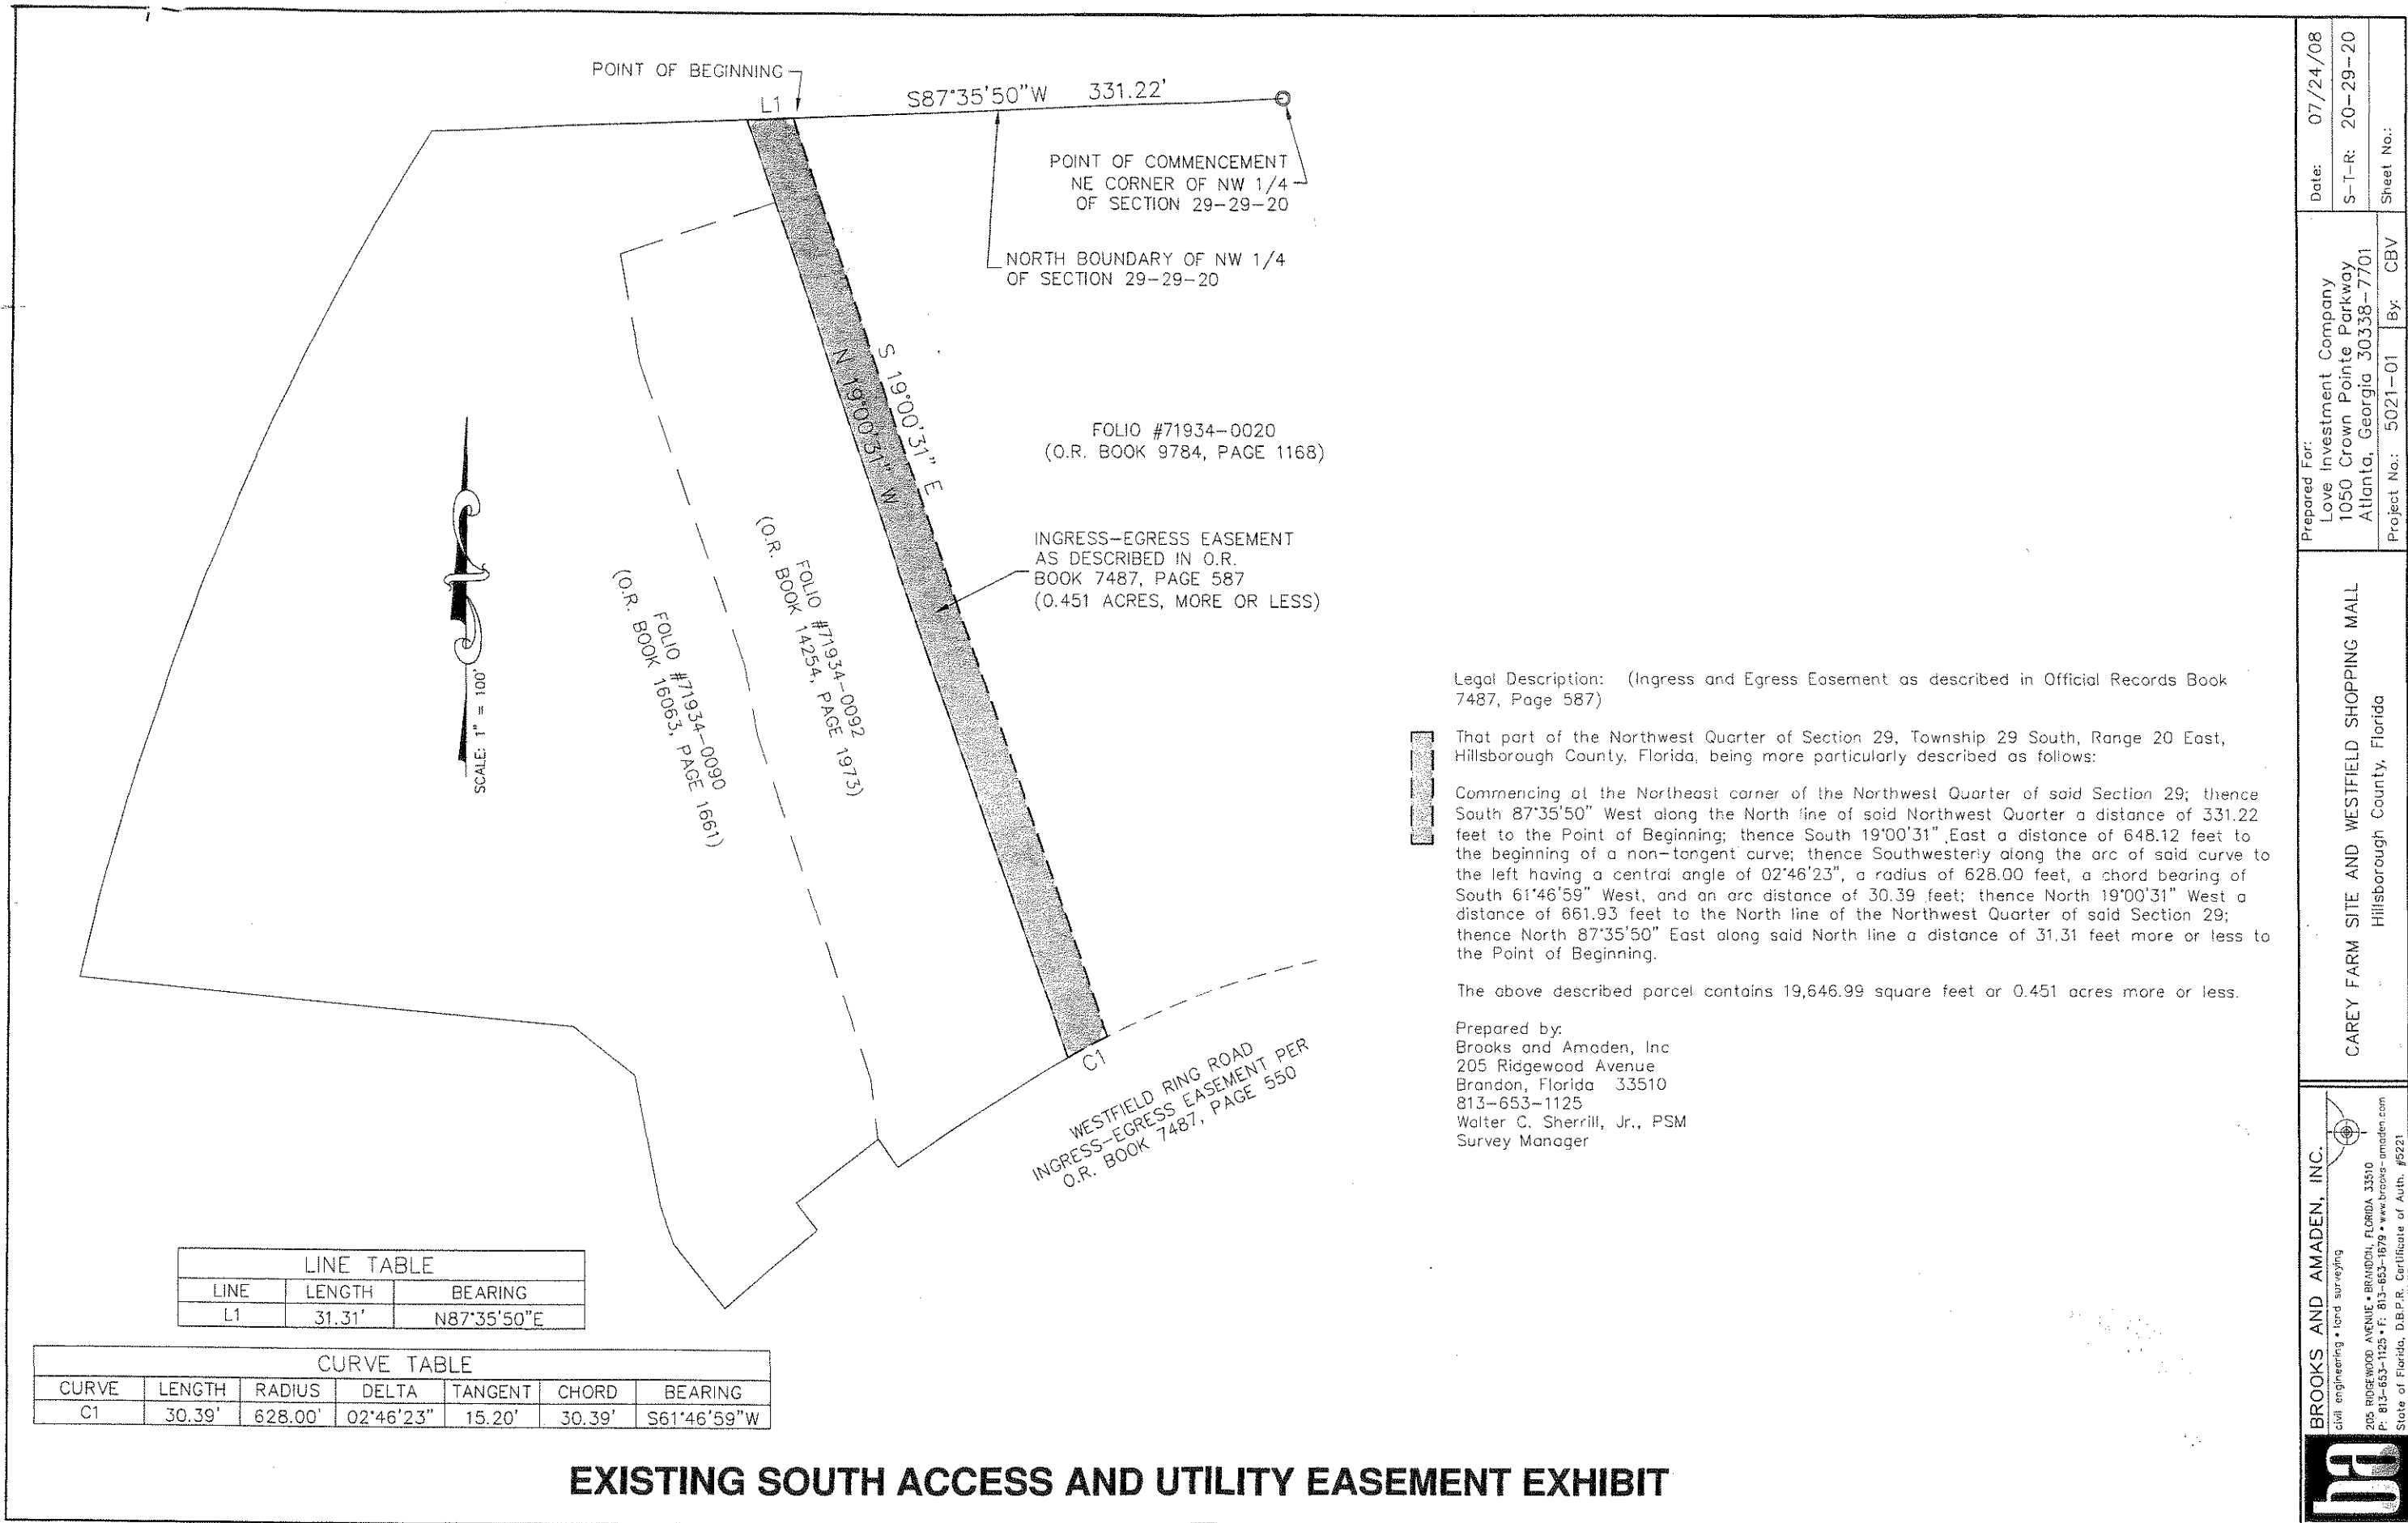 POINT OF BEGINNING
L1
S87°35'50"W 331.22'
POINT OF COMMENCEMENT
NE CORNER OF NW 1/4
OF SECTION 29-29-20
NORTH BOUNDARY OF NW 1/4
OF SECTION 29-29-20
S 19°00'31" E
N 19°00'31" W
FOLIO #71934-0020
(O.R. BOOK 9784, PAGE 1168)
INGRESS-EGRESS EASEMENT
AS DESCRIBED IN O.R.
BOOK 7487, PAGE 587
(0.451 ACRES, MORE OR LESS)
FOLIO #71934-0092
(O.R. BOOK 14254, PAGE 1973)
FOLIO #71934-0090
(O.R. BOOK 16063, PAGE 1661)
SCALE: 1" = 100'
C1
WESTFIELD RING ROAD
INGRESS-EGRESS EASEMENT PER
O.R. BOOK 7487, PAGE 550
Legal Description: (Ingress and Egress Easement as described in Official Records Book
7487, Page 587)
That part of the Northwest Quarter of Section 29, Township 29 South, Range 20 East,
Hillsborough County, Florida, being more particularly described as follows:
Commencing at the Northeast corner of the Northwest Quarter of said Section 29; thence
South 87°35'50" West along the North line of said Northwest Quarter a distance of 331.22
feet to the Point of Beginning; thence South 19°00'31" East a distance of 648.12 feet to
the beginning of a non-tangent curve; thence Southwesterly along the arc of said curve to
the left having a central angle of 02°46'23", a radius of 628.00 feet, a chord bearing of
South 61°46'59" West, and an arc distance of 30.39 feet; thence North 19°00'31" West a
distance of 661.93 feet to the North line of the Northwest Quarter of said Section 29;
thence North 87°35'50" East along said North line a distance of 31.31 feet more or less to
the Point of Beginning.
The above described parcel contains 19,646.99 square feet or 0.451 acres more or less.
Prepared by:
Brooks and Amaden, Inc
205 Ridgewood Avenue
Brandon, Florida 33510
813-653-1125
Walter C. Sherrill, Jr., PSM
Survey Manager
LINE TABLE
LINE LENGTH BEARING
L1 31.31' N87°35'50"E
CURVE TABLE
CURVE LENGTH RADIUS DELTA TANGENT CHORD BEARING
C1 30.39' 628.00' 02°46'23" 15.20' 30.39' S61°46'59"W
EXISTING SOUTH ACCESS AND UTILITY EASEMENT EXHIBIT
Date: 07/24/08
S-T-R: 20-29-20
Sheet No.:
Prepared For:
Love Investment Company
1050 Crown Pointe Parkway
Atlanta, Georgia 30338-7701
Project No.: 5021-01 By: CBV
CAREY FARM SITE AND WESTFIELD SHOPPING MALL
Hillsborough County, Florida
BROOKS AND AMADEN, INC.
civil engineering • land surveying
205 RIDGEWOOD AVENUE • BRANDON, FLORIDA 33510
P: 813-653-1125 • F: 813-653-1679 • www.brooks-amaden.com
State of Florida, D.B.P.R. Certificate of Auth. #5221
ba